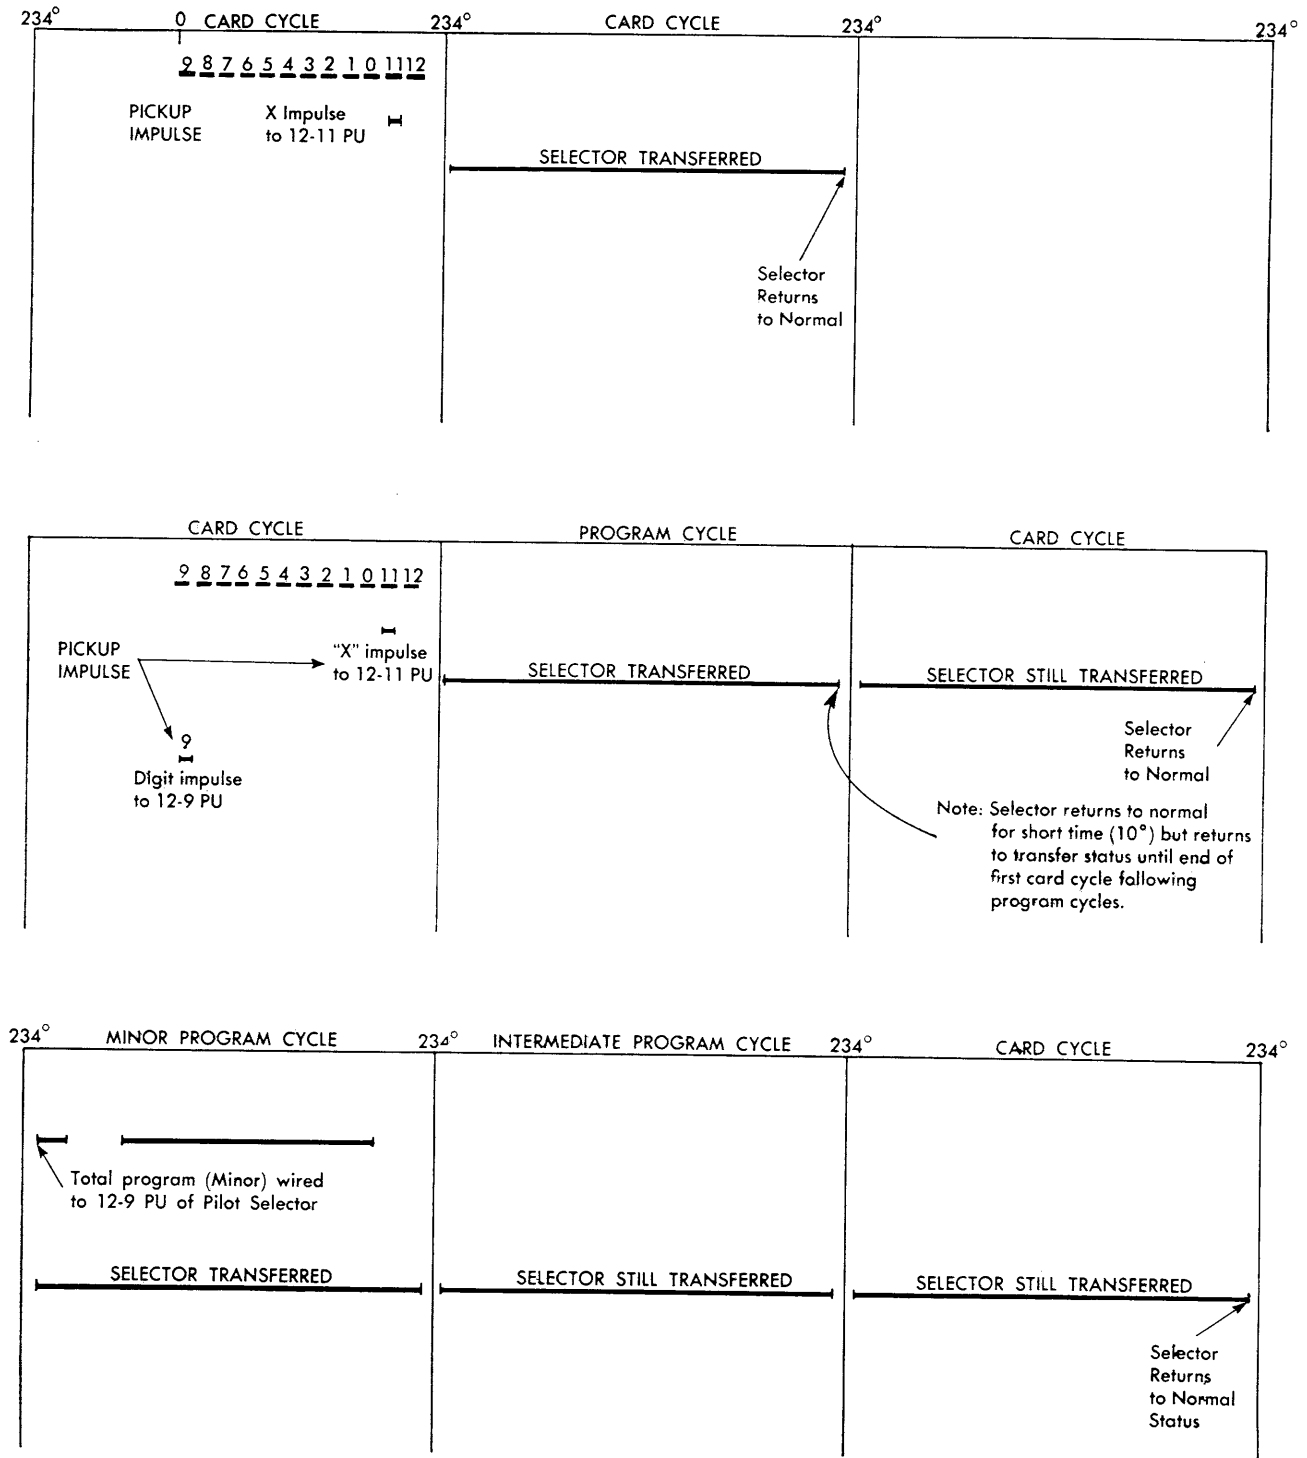 234° 0 CARD CYCLE 234° CARD CYCLE 234° 234°
9 8 7 6 5 4 3 2 1 0 11 12
PICKUP
IMPULSE
X Impulse
to 12-11 PU
SELECTOR TRANSFERRED
Selector
Returns
to Normal
CARD CYCLE PROGRAM CYCLE CARD CYCLE
9 8 7 6 5 4 3 2 1 0 11 12
PICKUP
IMPULSE
"X" impulse
to 12-11 PU
SELECTOR TRANSFERRED
SELECTOR STILL TRANSFERRED
9
Digit impulse
to 12-9 PU
Selector
Returns
to Normal
Note: Selector returns to normal
for short time (10°) but returns
to transfer status until end of
first card cycle following
program cycles.
234° MINOR PROGRAM CYCLE 234° INTERMEDIATE PROGRAM CYCLE 234° CARD CYCLE 234°
Total program (Minor) wired
to 12-9 PU of Pilot Selector
SELECTOR TRANSFERRED
SELECTOR STILL TRANSFERRED
SELECTOR STILL TRANSFERRED
Selector
Returns
to Normal
Status